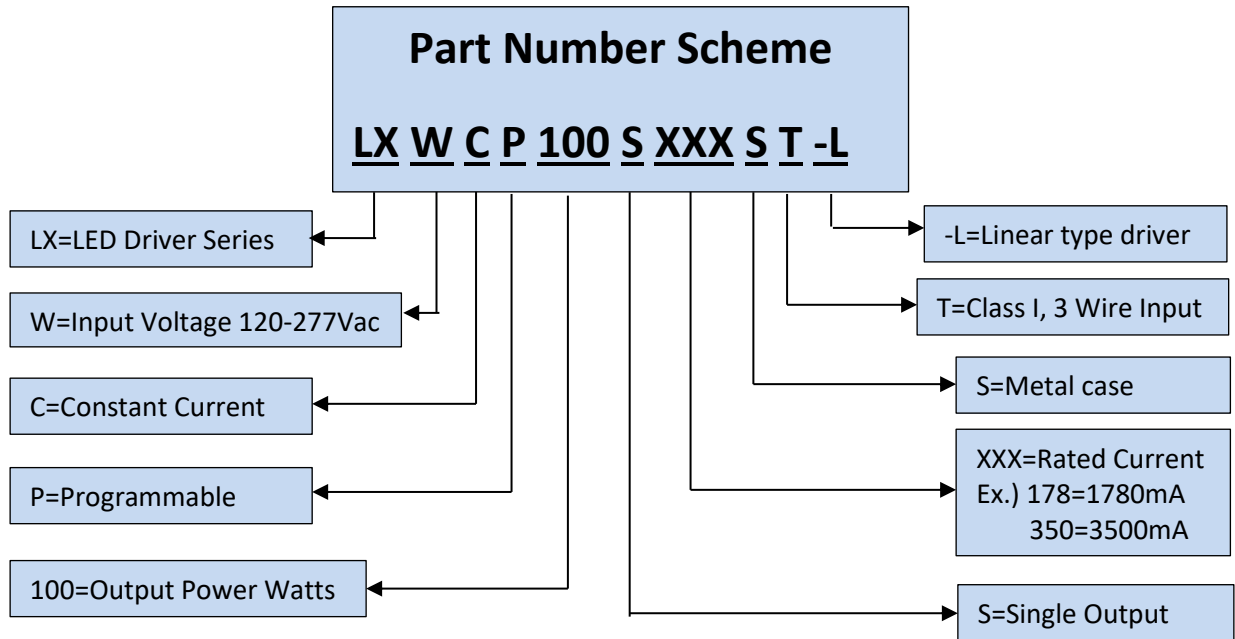 Part Number Scheme
LX W C P 100 S XXX S T -L
LX=LED Driver Series
W=Input Voltage 120-277Vac
C=Constant Current
P=Programmable
100=Output Power Watts
-L=Linear type driver
T=Class I, 3 Wire Input
S=Metal case
XXX=Rated Current
Ex.) 178=1780mA
350=3500mA
S=Single Output